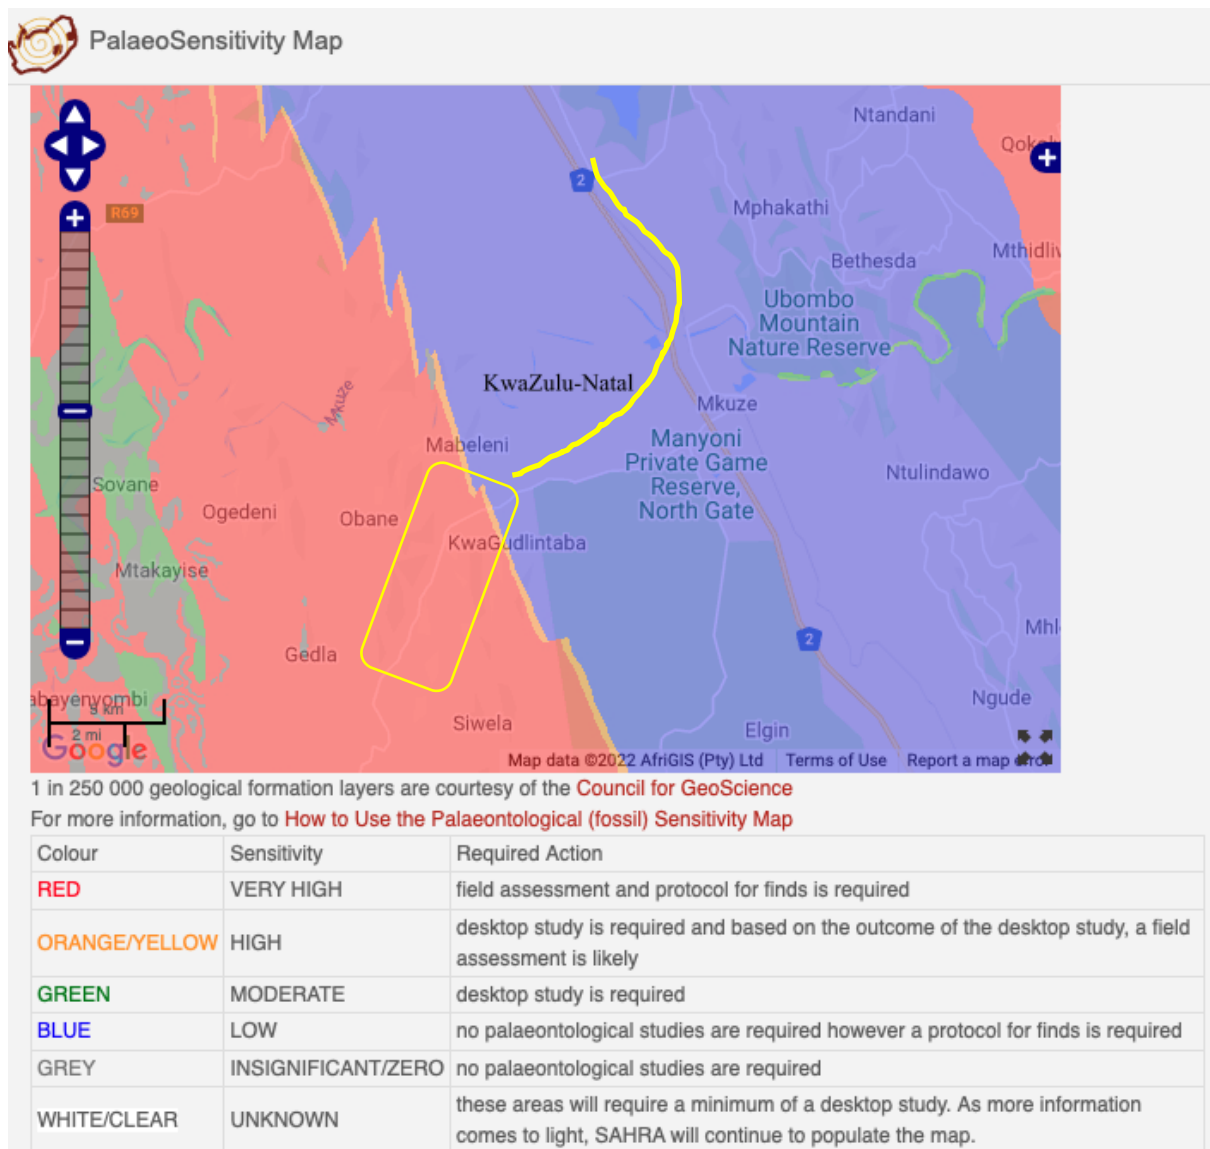 PalaeoSensitivity Map
Ntandani
2
R69
Mphakathi
Bethesda
Mthidliv
Ubombo
Mountain
Nature Reserve
KwaZulu-Natal
Mkuze
Mkuze
Mabeleni
Manyoni
Private Game
Reserve,
North Gate
Ntulindawo
Sovane
Ogedeni
Obane
KwaGudlintaba
Mtakayise
Mhl
2
Gedla
abayenyombi
Ngude
Siwela
Elgin
3 km
2 mi
Google
Map data ©2022 AfriGIS (Pty) Ltd Terms of Use Report a map error
1 in 250 000 geological formation layers are courtesy of the Council for GeoScience
For more information, go to How to Use the Palaeontological (fossil) Sensitivity Map
Colour Sensitivity Required Action
RED VERY HIGH field assessment and protocol for finds is required
ORANGE/YELLOW HIGH desktop study is required and based on the outcome of the desktop study, a field
assessment is likely
GREEN MODERATE desktop study is required
BLUE LOW no palaeontological studies are required however a protocol for finds is required
GREY INSIGNIFICANT/ZERO no palaeontological studies are required
WHITE/CLEAR UNKNOWN these areas will require a minimum of a desktop study. As more information
comes to light, SAHRA will continue to populate the map.